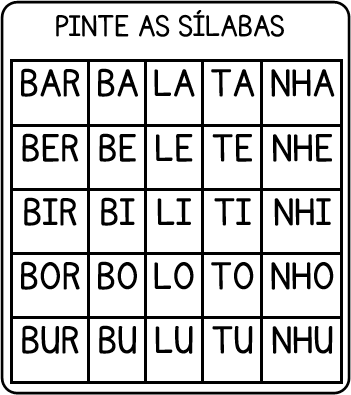 PINTE AS SÍLABAS
BAR BA LA TA NHA
BER BE LE TE NHE
BIR BI LI TI NHI
BOR BO LO TO NHO
BUR BU LU TU NHU